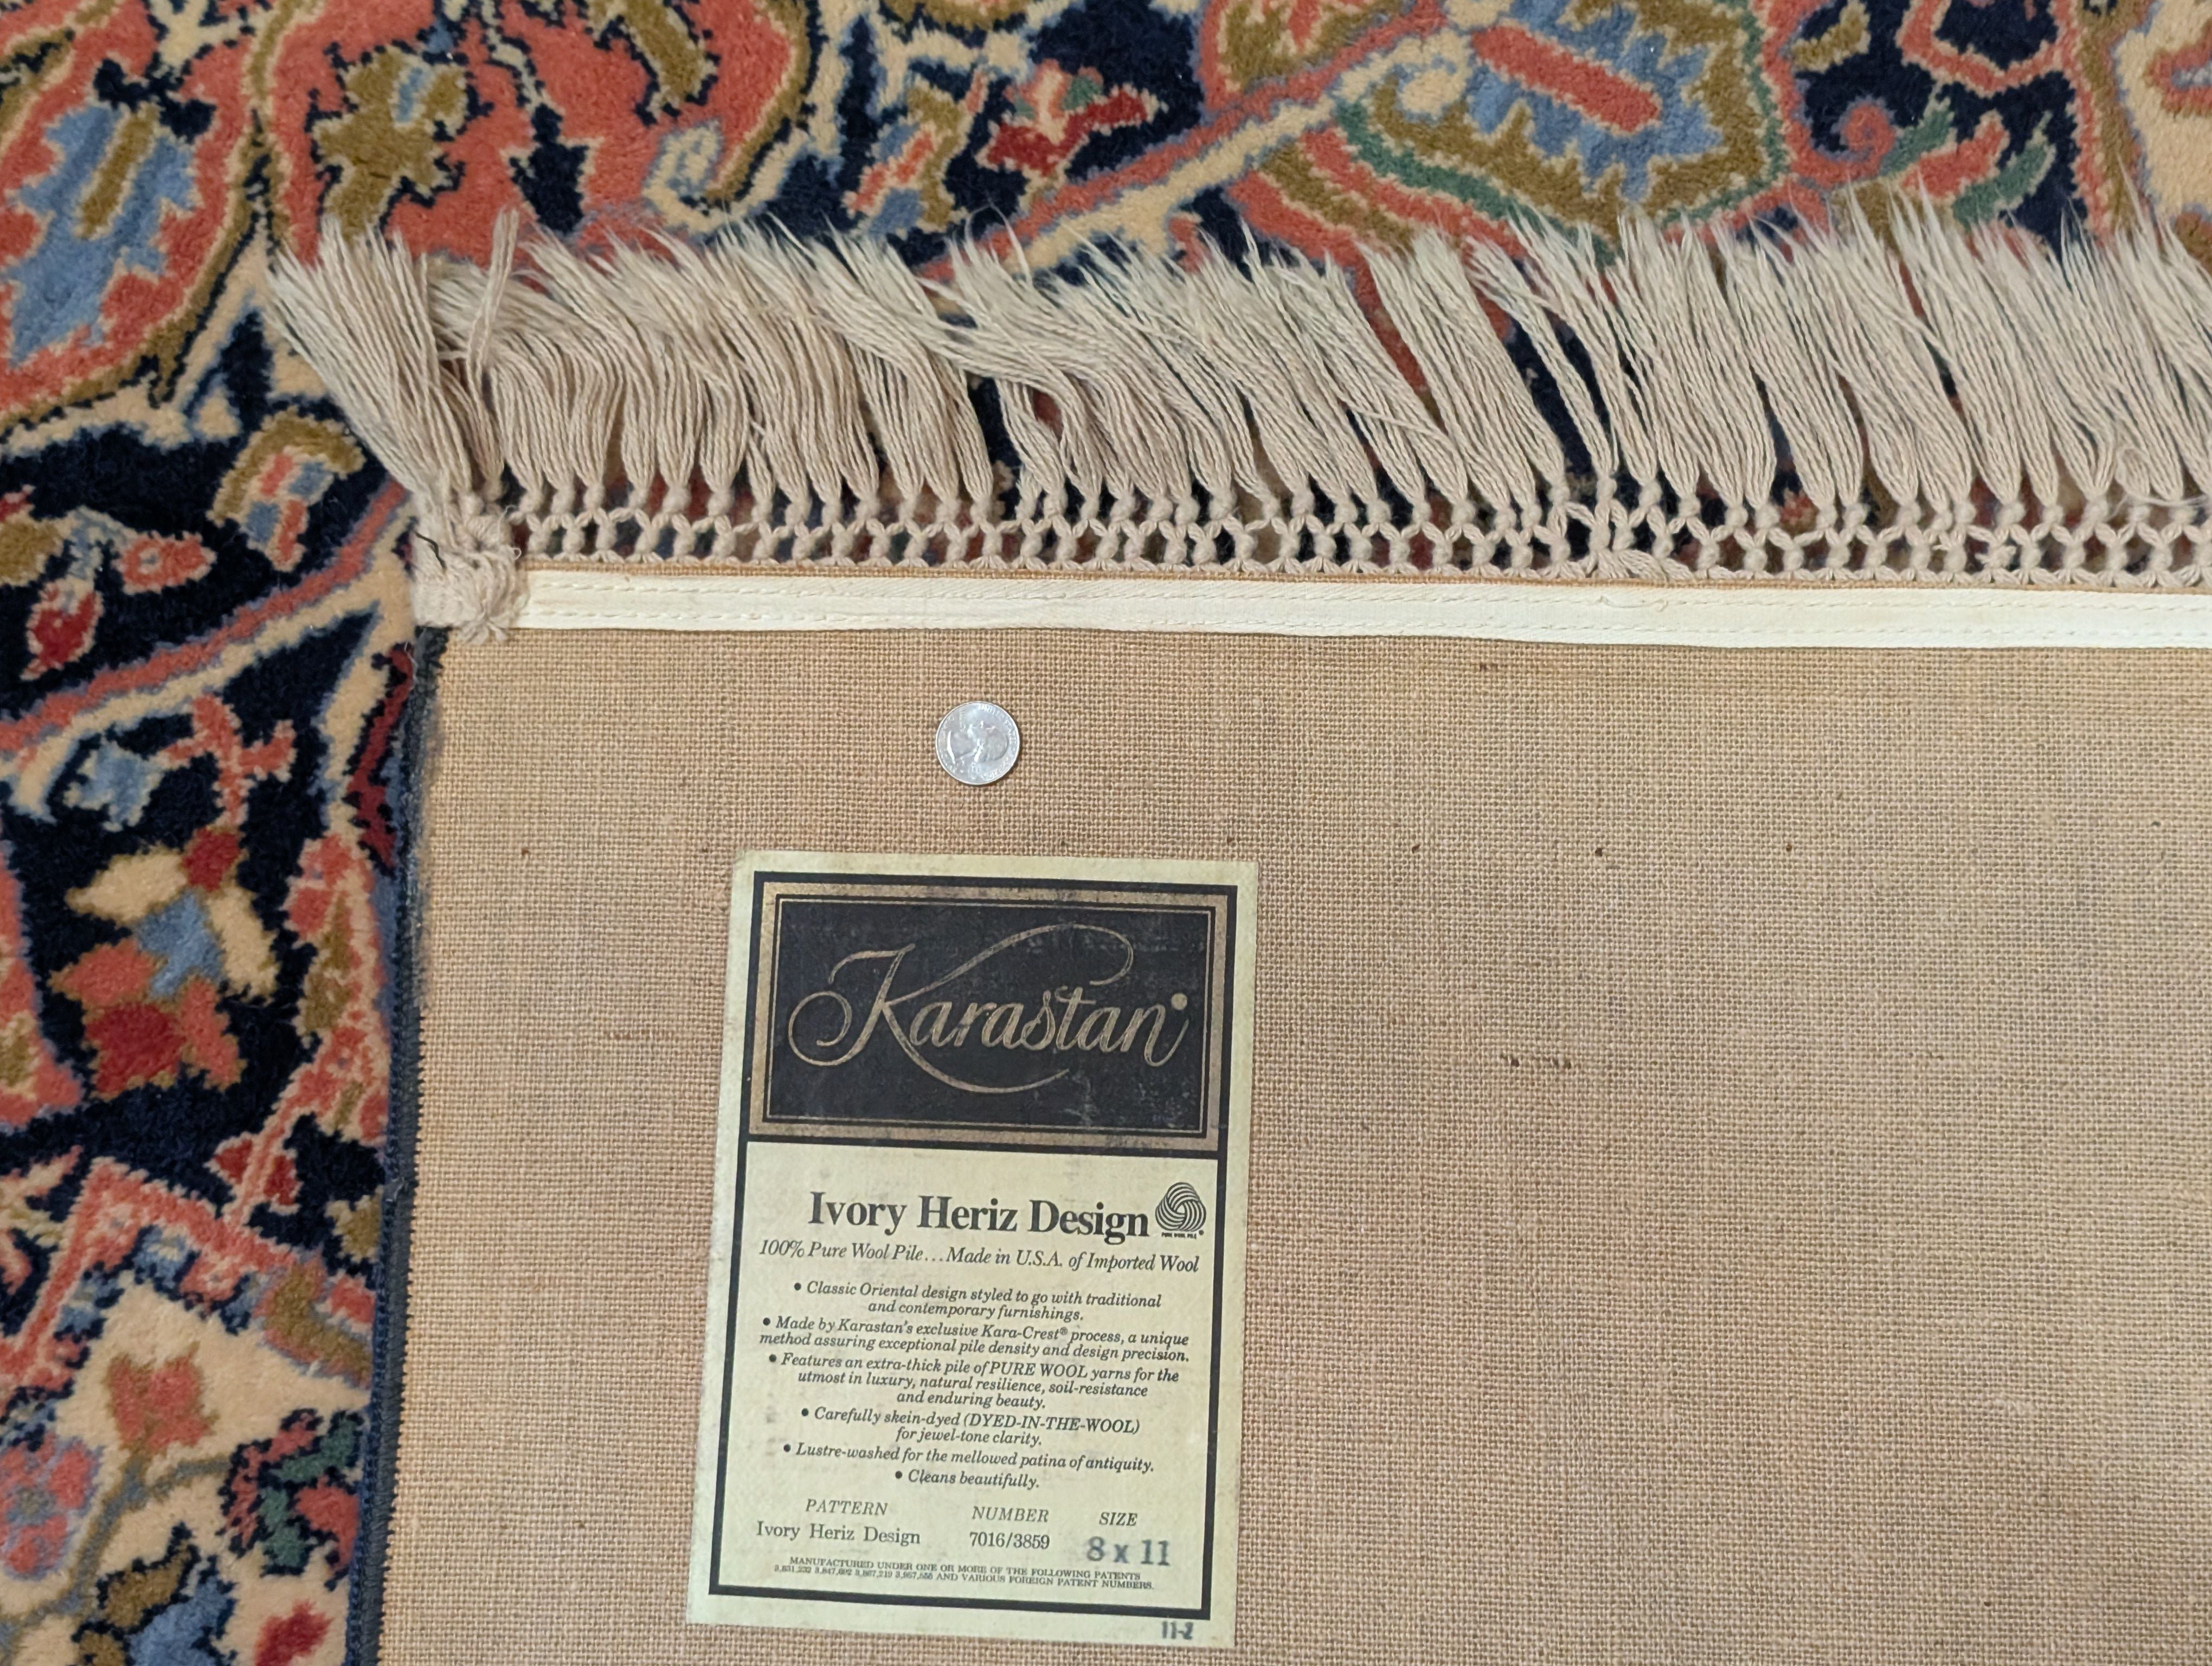 Karastan
Ivory Heriz Design
PURE WOOL PILE
100% Pure Wool Pile...Made in U.S.A. of Imported Wool
• Classic Oriental design styled to go with traditional
and contemporary furnishings.
• Made by Karastan's exclusive Kara-Crest® process, a unique
method assuring exceptional pile density and design precision.
• Features an extra-thick pile of PURE WOOL yarns for the
utmost in luxury, natural resilience, soil-resistance
and enduring beauty.
• Carefully skein-dyed (DYED-IN-THE-WOOL)
for jewel-tone clarity.
• Lustre-washed for the mellowed patina of antiquity.
• Cleans beautifully.
PATTERN NUMBER SIZE
Ivory Heriz Design 7016/3859 8 x 11
MANUFACTURED UNDER ONE OR MORE OF THE FOLLOWING PATENTS
AND VARIOUS FOREIGN PATENT NUMBERS.
11-2